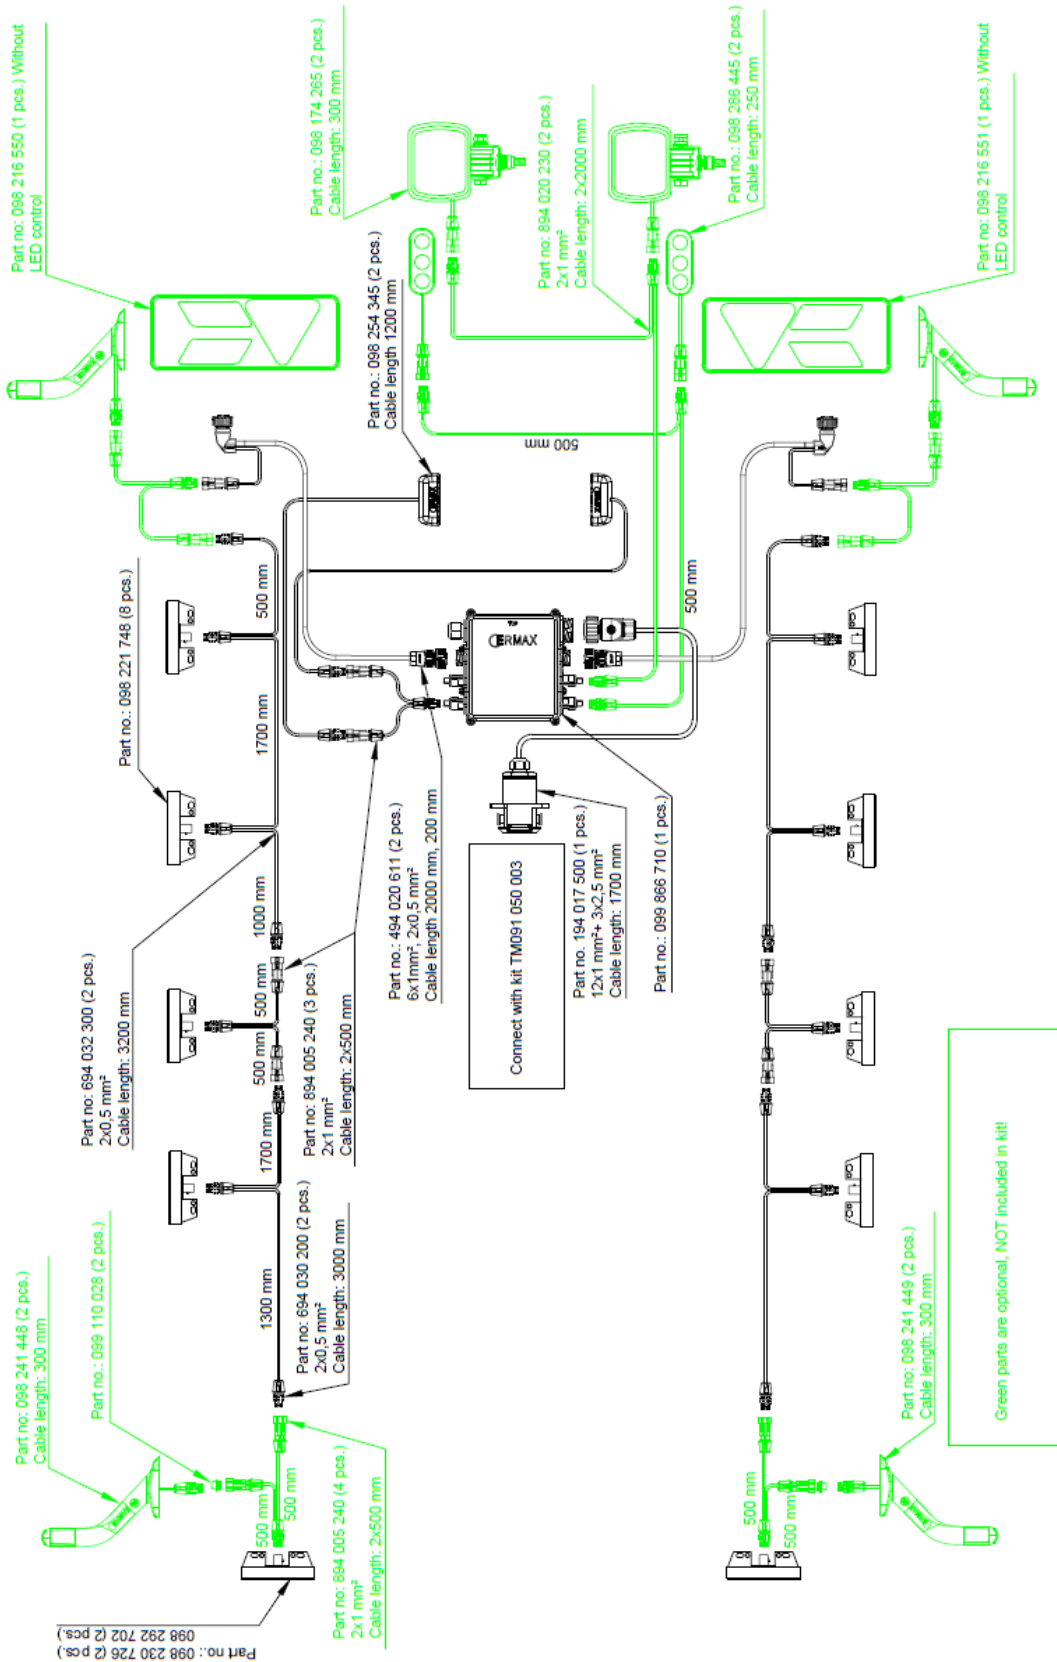 Part no: 098 216 550 (1 pcs.) Without
LED control
Part no.: 098 174 265 (2 pcs.)
Cable length: 300 mm
Part no: 894 020 230 (2 pcs.)
2x1 mm²
Cable length: 2x2000 mm
Part no.: 098 286 445 (2 pcs.)
Cable length: 250 mm
Part no: 098 216 551 (1 pcs.) Without
LED control
Part no.: 098 254 345 (2 pcs.)
Cable length 1200 mm
500 mm
Part no.: 098 221 748 (8 pcs.)
500 mm
1700 mm
1000 mm
500 mm
500 mm
1700 mm
1300 mm
TOP
ERMAX
500 mm
Part no: 694 032 300 (2 pcs.)
2x0,5 mm²
Cable length: 3200 mm
Part no.: 494 020 611 (2 pcs.)
6x1mm², 2x0,5 mm²
Cable length 2000 mm, 200 mm
Connect with kit TM091 050 003
Part no. 194 017 500 (1 pcs.)
12x1 mm²+ 3x2,5 mm²
Cable length: 1700 mm
Part no.: 099 866 710 (1 pcs.)
Part no: 894 005 240 (3 pcs.)
2x1 mm²
Cable length: 2x500 mm
Part no: 694 030 200 (2 pcs.)
2x0,5 mm²
Cable length: 3000 mm
Part no: 098 241 448 (2 pcs.)
Cable length: 300 mm
Part no.: 099 110 028 (2 pcs.)
500 mm
500 mm
Part no: 894 005 240 (4 pcs.)
2x1 mm²
Cable length: 2x500 mm
Part no.: 098 230 726 (2 pcs.)
098 292 702 (2 pcs.)
500 mm
500 mm
Part no: 098 241 449 (2 pcs.)
Cable length: 300 mm
Green parts are optional, NOT included in kit!